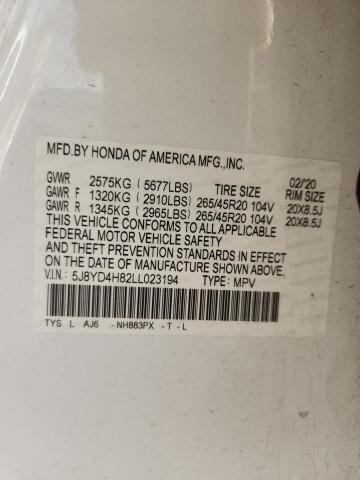 MFD.BY HONDA OF AMERICA MFG.,INC.
02/'20
GVWR 2575KG (5677LBS) TIRE SIZE RIM SIZE
GAWR F 1320KG (2910LBS) 265/45R20 104V 20X8.5J
GAWR R 1345KG (2965LBS) 265/45R20 104V 20X8.5J
THIS VEHICLE CONFORMS TO ALL APPLICABLE
FEDERAL MOTOR VEHICLE SAFETY
AND THEFT PREVENTION STANDARDS IN EFFECT
ON THE DATE OF MANUFACTURE SHOWN ABOVE.
V.I.N.: 5J8YD4H82LL023194 TYPE: MPV
TYS L AJ6 -NH883PX -T -L